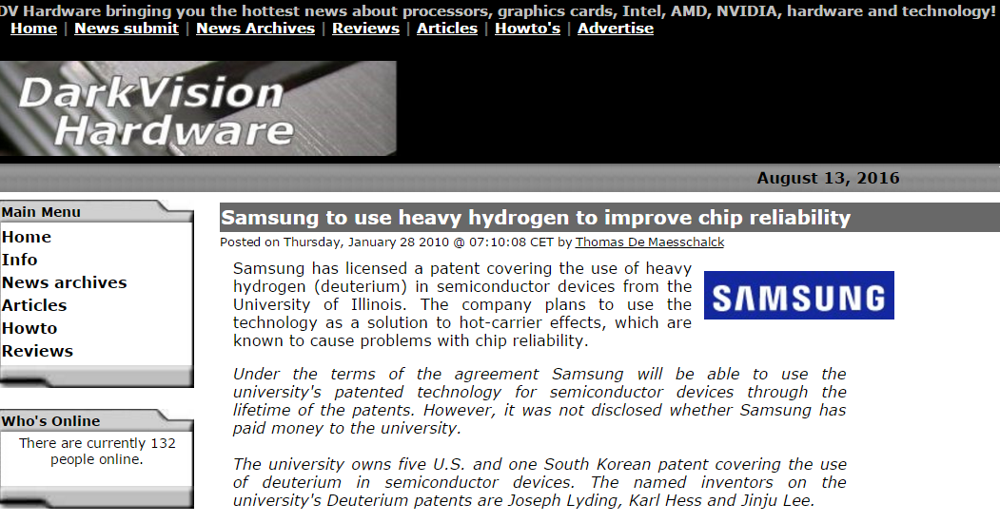 DV Hardware bringing you the hottest news about processors, graphics cards, Intel, AMD, NVIDIA, hardware and technology!
Home | News submit | News Archives | Reviews | Articles | Howto's | Advertise
DarkVision
Hardware
August 13, 2016
Main Menu
Home
Info
News archives
Articles
Howto
Reviews
Who's Online
There are currently 132
people online.
Samsung to use heavy hydrogen to improve chip reliability
Posted on Thursday, January 28 2010 @ 07:10:08 CET by Thomas De Maesschalck
Samsung has licensed a patent covering the use of heavy
hydrogen (deuterium) in semiconductor devices from the
University of Illinois. The company plans to use the
technology as a solution to hot-carrier effects, which are
known to cause problems with chip reliability.
SAMSUNG
Under the terms of the agreement Samsung will be able to use the
university's patented technology for semiconductor devices through the
lifetime of the patents. However, it was not disclosed whether Samsung has
paid money to the university.
The university owns five U.S. and one South Korean patent covering the use
of deuterium in semiconductor devices. The named inventors on the
university's Deuterium patents are Joseph Lyding, Karl Hess and Jinju Lee.